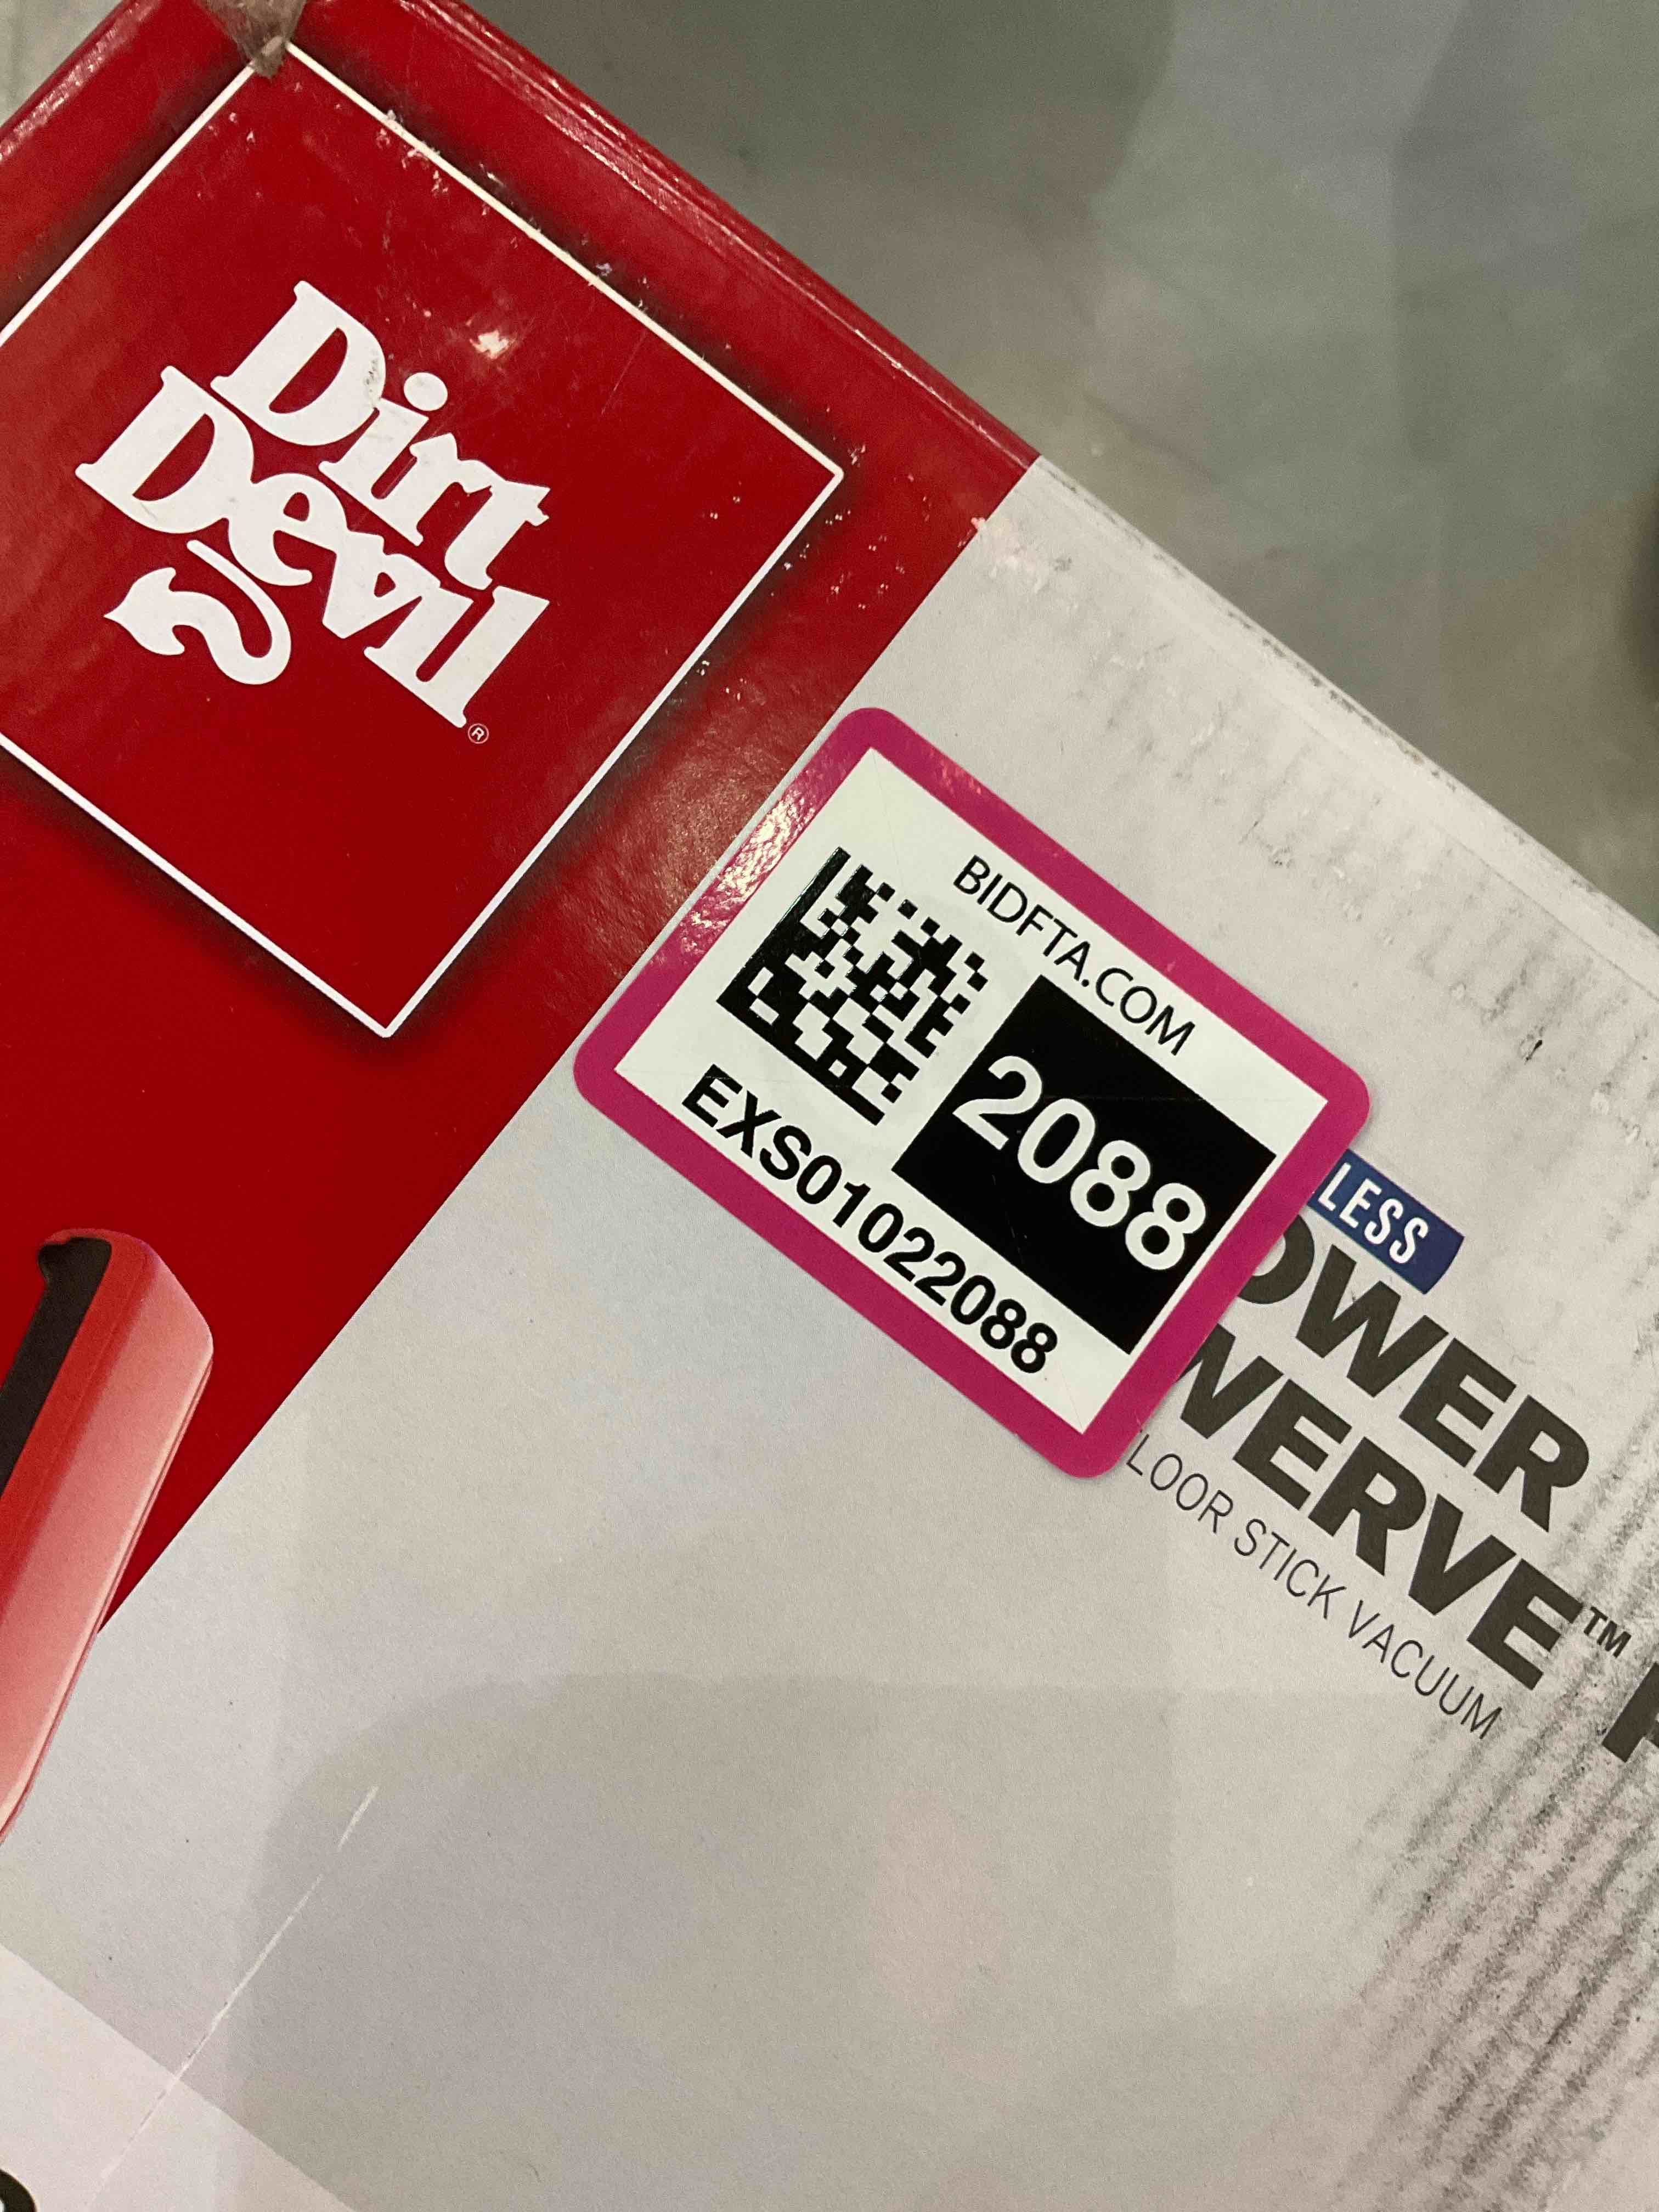 Dirt
Devil®
BIDFTA.COM
2088
EXS01022088
LESS
OWER
WERVE™
LOOR STICK VACUUM